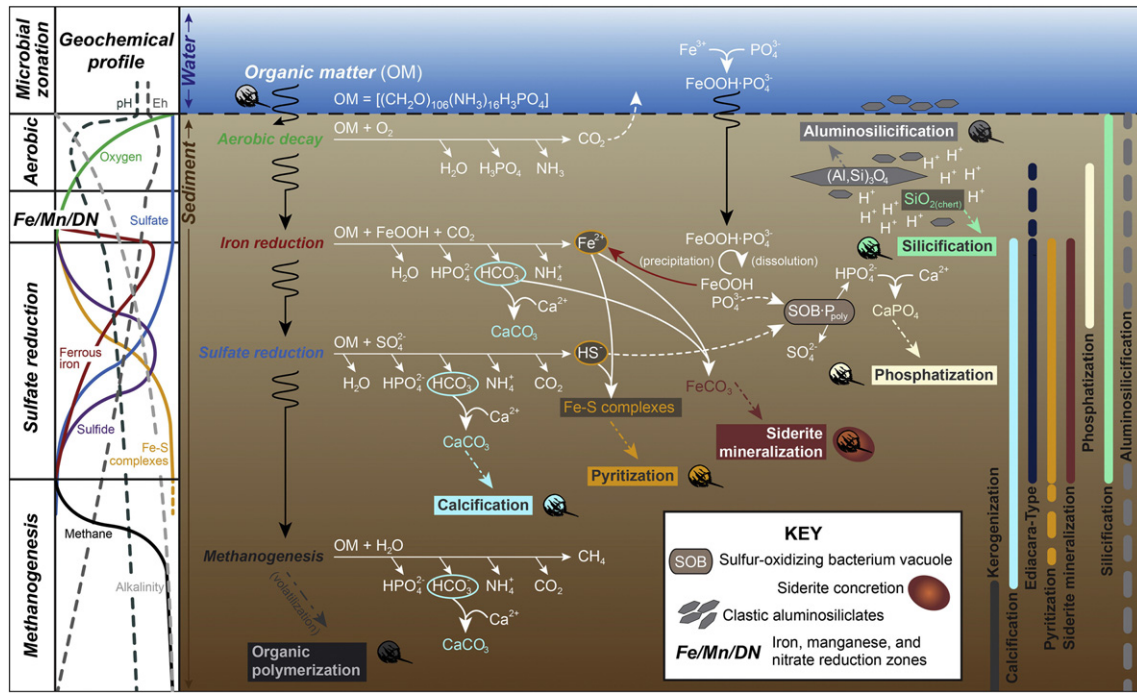 Microbial
zonation
Geochemical
profile
pH
Eh
Water
Sediment
Aerobic
Fe/Mn/DN
Sulfate reduction
Methanogenesis
Oxygen
Sulfate
Ferrous
iron
Sulfide
Fe-S
complexes
Methane
Alkalinity
Organic matter (OM)
OM = [(CH₂O)₁₀₆(NH₃)₁₆H₃PO₄]
Fe³⁺ PO₄³⁻
FeOOH·PO₄³⁻
Aerobic decay
OM + O₂
CO₂
H₂O H₃PO₄ NH₃
Aluminosilicification
(Al,Si)₃O₄
H⁺ H⁺ H⁺
H⁺ H⁺
H⁺ H⁺
H⁺ H⁺ H⁺
H⁺ H⁺
SiO₂(chert)
Silicification
Iron reduction
OM + FeOOH + CO₂
Fe²⁺
H₂O HPO₄²⁻ HCO₃⁻ NH₄⁺
Ca²⁺
CaCO₃
FeOOH·PO₄³⁻
(precipitation) (dissolution)
FeOOH
PO₄³⁻
HPO₄²⁻ Ca²⁺
SOB·Ppoly
CaPO₄
SO₄²⁻
Phosphatization
Sulfate reduction
OM + SO₄²⁻
HS⁻
H₂O HPO₄²⁻ HCO₃⁻ NH₄⁺ CO₂
Ca²⁺
CaCO₃
Calcification
Fe-S complexes
Pyritization
FeCO₃
Siderite
mineralization
Methanogenesis
OM + H₂O
CH₄
HPO₄²⁻ HCO₃⁻ NH₄⁺ CO₂
Ca²⁺
CaCO₃
(volatilization)
Organic
polymerization
KEY
SOB
Sulfur-oxidizing bacterium vacuole
Siderite concretion
Clastic aluminosiliclates
Fe/Mn/DN
Iron, manganese, and
nitrate reduction zones
Kerogenization
Calcification
Ediacara-Type
Pyritization
Siderite mineralization
Phosphatization
Silicification
Aluminosilicification